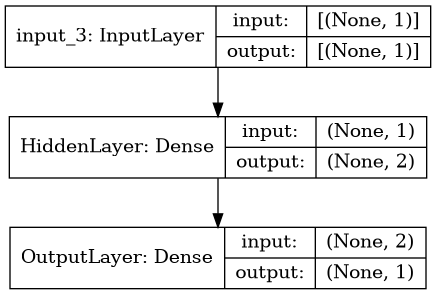 input_3: InputLayer
input: [(None, 1)]
output: [(None, 1)]
HiddenLayer: Dense
input: (None, 1)
output: (None, 2)
OutputLayer: Dense
input: (None, 2)
output: (None, 1)